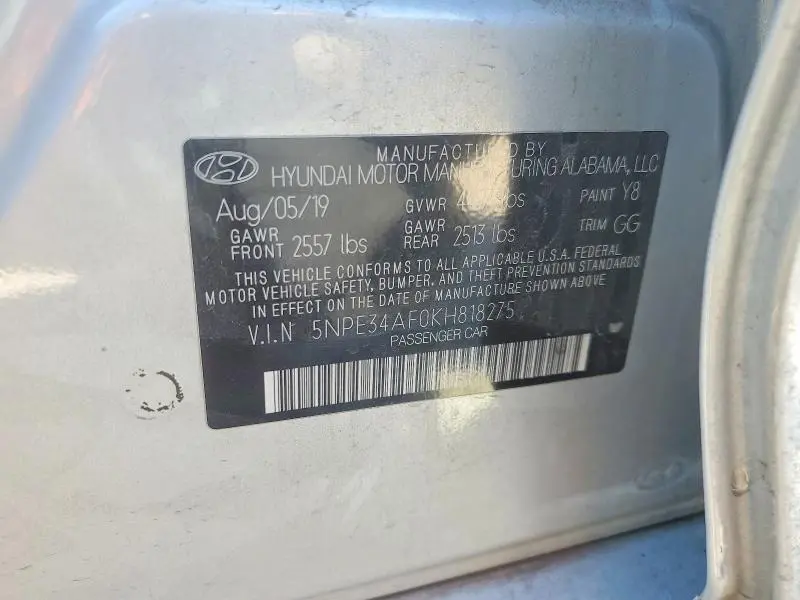 MANUFACTURED BY
HYUNDAI MOTOR MANUFACTURING ALABAMA, LLC
Aug/05/19 GVWR lbs PAINT Y8
GAWR FRONT 2557 lbs GAWR REAR 2513 lbs TRIM GG
THIS VEHICLE CONFORMS TO ALL APPLICABLE U.S.A. FEDERAL
MOTOR VEHICLE SAFETY, BUMPER, AND THEFT PREVENTION STANDARDS
IN EFFECT ON THE DATE OF MANUFACTURE SHOWN ABOVE
V.I.N 5NPE34AF0KH818275
PASSENGER CAR